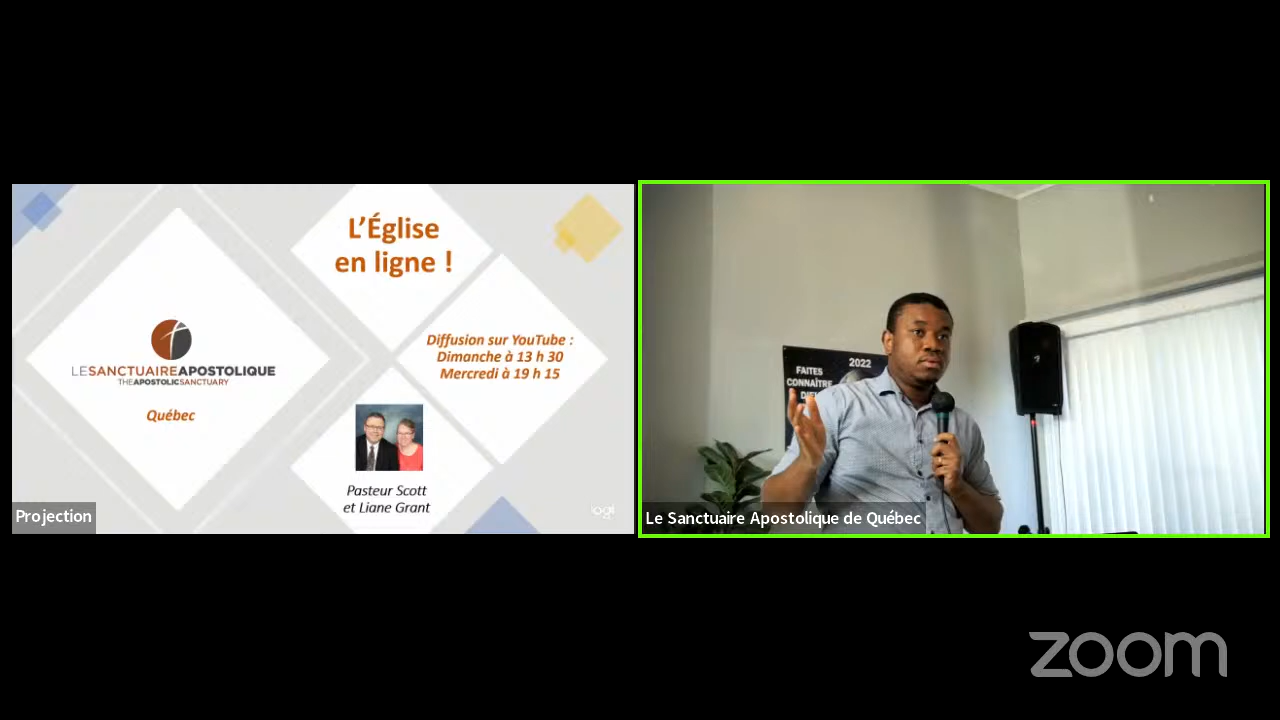 L'Église
en ligne !
Diffusion sur YouTube :
Dimanche à 13 h 30
Mercredi à 19 h 15
LESANCTUAIREAPOSTOLIQUE
THEAPOSTOLICSANCTUARY
Québec
Pasteur Scott
et Liane Grant
logi
Projection
2022
FAITES
CONNAÎTRE
Le Sanctuaire Apostolique de Québec
zoom